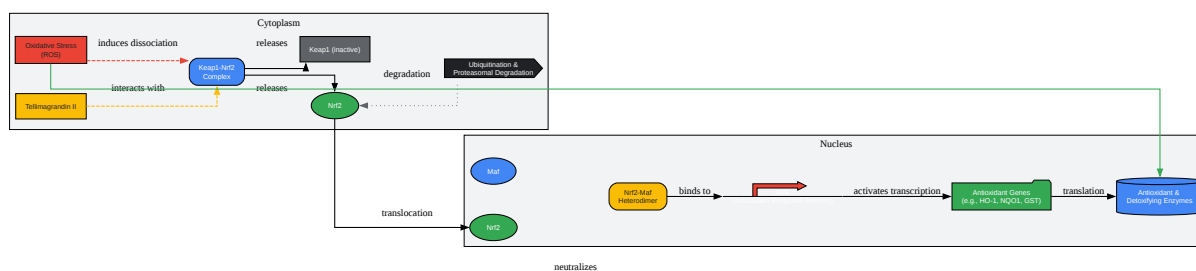 Cytoplasm
Oxidative Stress
(ROS)
induces dissociation
releases
Keap1 (inactive)
Keap1-Nrf2
Complex
degradation
Ubiquitination &
Proteasomal Degradation
interacts with
releases
Tellimagrandin II
Nrf2
Nucleus
Maf
Nrf2-Maf
Heterodimer
binds to
activates transcription
Antioxidant Genes
(e.g., HO-1, NQO1, GST)
translation
Antioxidant &
Detoxifying Enzymes
translocation
Nrf2
neutralizes